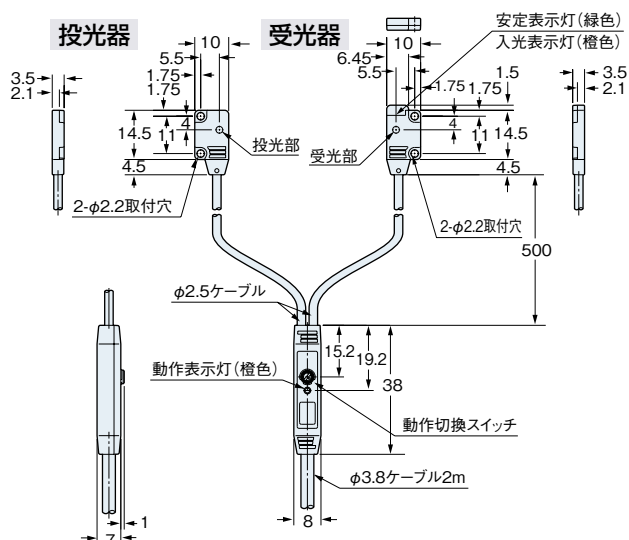 投光器
受光器
安定表示灯（緑色）
入光表示灯（橙色）
10
5.5
1.75
1.75
3.5
2.1
14.5
11
4
4.5
投光部
2-φ2.2取付穴
10
6.45
5.5
1.5
1.75
1.75
4
11
14.5
4.5
3.5
2.1
受光部
2-φ2.2取付穴
500
φ2.5ケーブル
15.2
19.2
38
動作表示灯（橙色）
動作切換スイッチ
φ3.8ケーブル2m
1
7
8